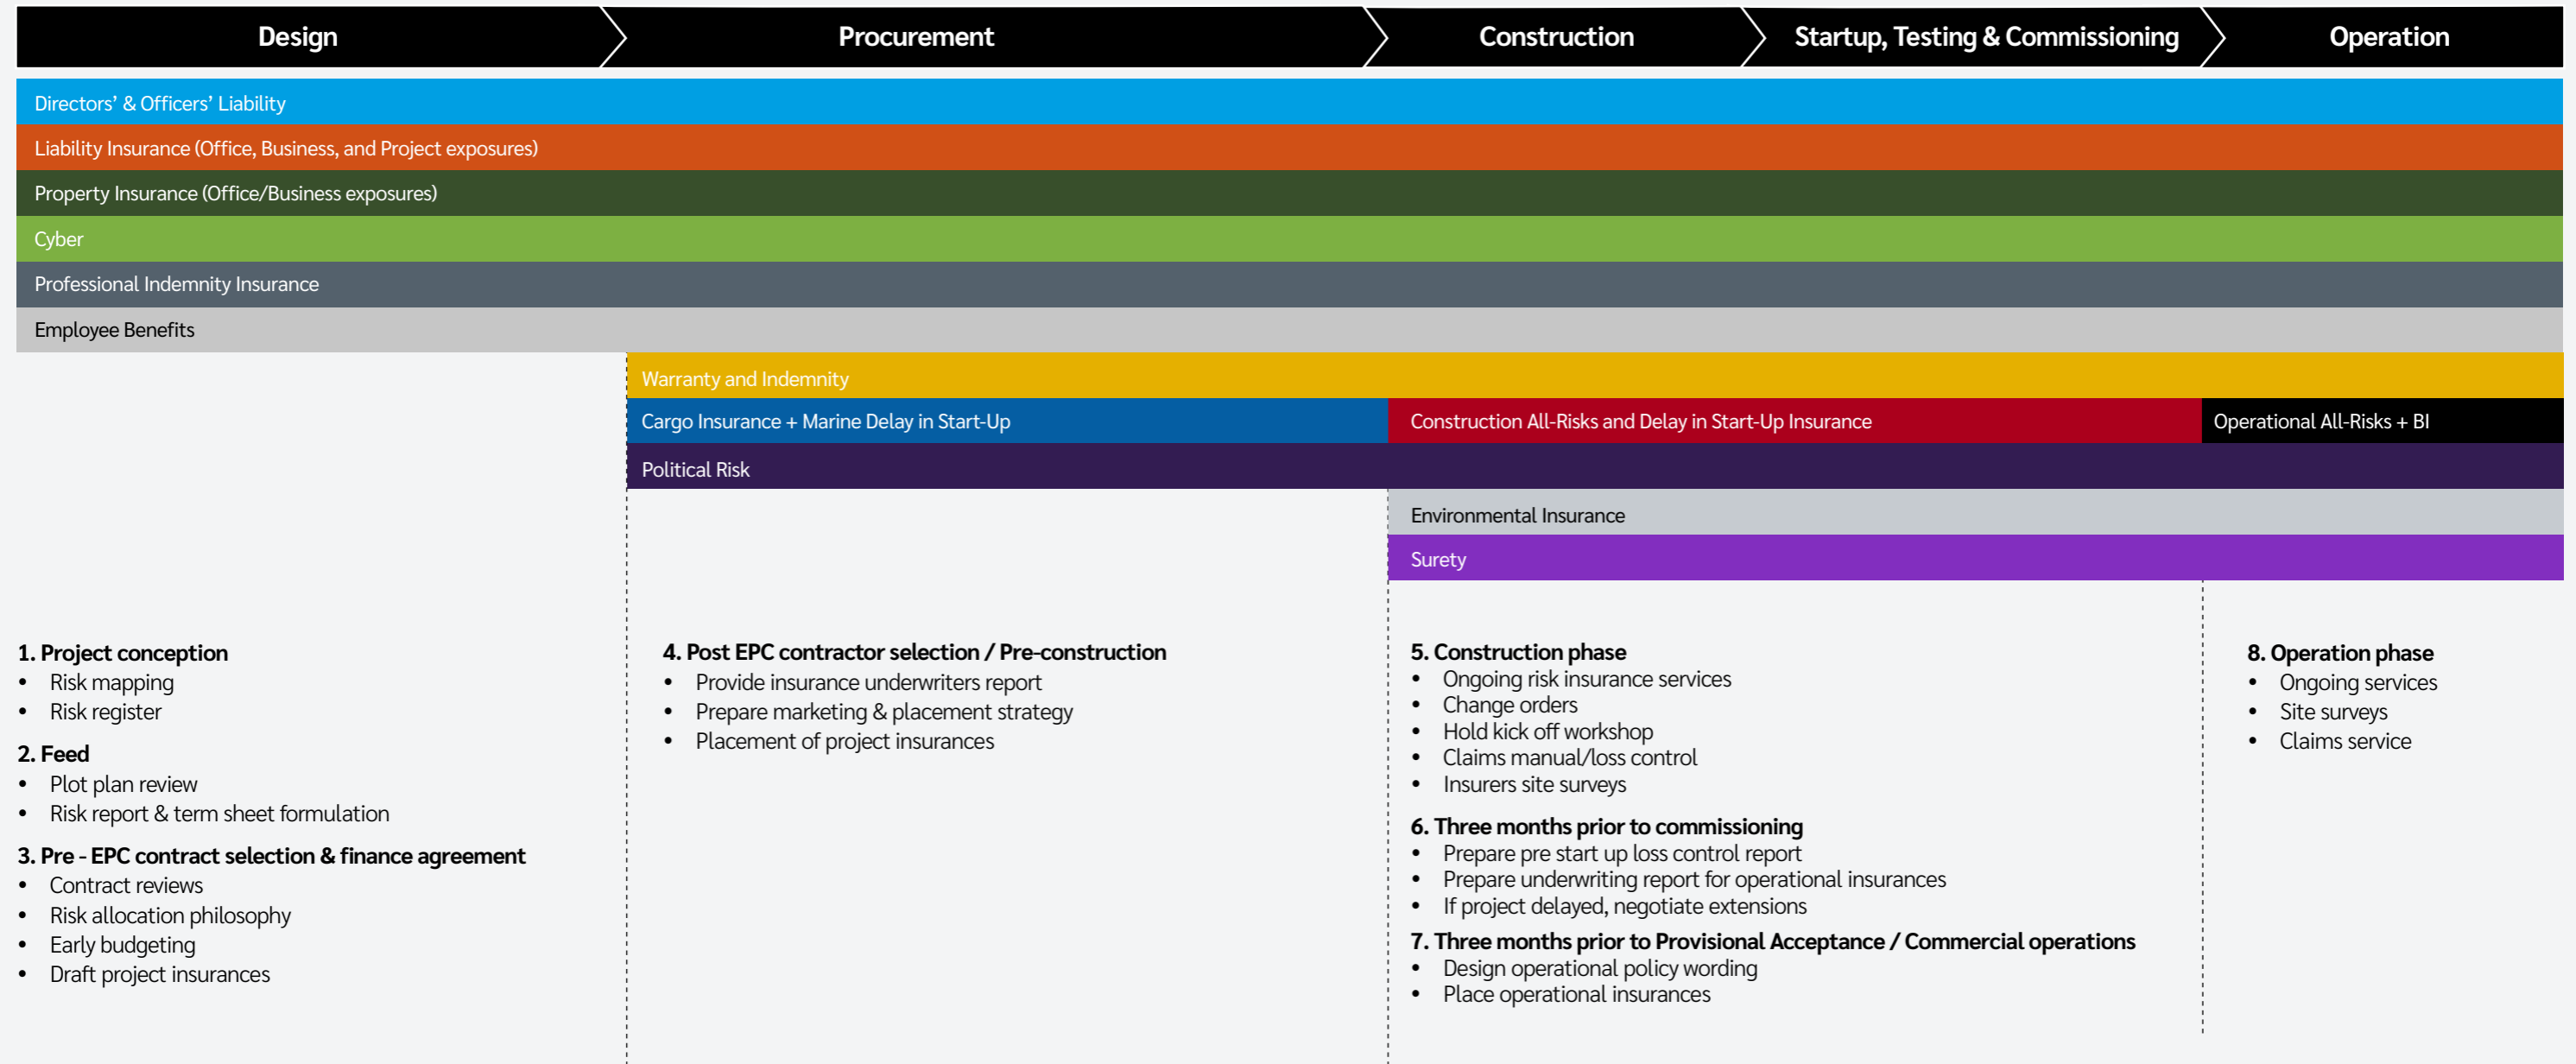 Design
Procurement
Construction
Startup, Testing & Commissioning
Operation
Directors’ & Officers’ Liability
Liability Insurance (Office, Business, and Project exposures)
Property Insurance (Office/Business exposures)
Cyber
Professional Indemnity Insurance
Employee Benefits
Warranty and Indemnity
Cargo Insurance + Marine Delay in Start-Up
Construction All-Risks and Delay in Start-Up Insurance
Operational All-Risks + BI
Political Risk
Environmental Insurance
Surety
1. Project conception
• Risk mapping
• Risk register
2. Feed
• Plot plan review
• Risk report & term sheet formulation
3. Pre - EPC contract selection & finance agreement
• Contract reviews
• Risk allocation philosophy
• Early budgeting
• Draft project insurances
4. Post EPC contractor selection / Pre-construction
• Provide insurance underwriters report
• Prepare marketing & placement strategy
• Placement of project insurances
5. Construction phase
• Ongoing risk insurance services
• Change orders
• Hold kick off workshop
• Claims manual/loss control
• Insurers site surveys
6. Three months prior to commissioning
• Prepare pre start up loss control report
• Prepare underwriting report for operational insurances
• If project delayed, negotiate extensions
7. Three months prior to Provisional Acceptance / Commercial operations
• Design operational policy wording
• Place operational insurances
8. Operation phase
• Ongoing services
• Site surveys
• Claims service